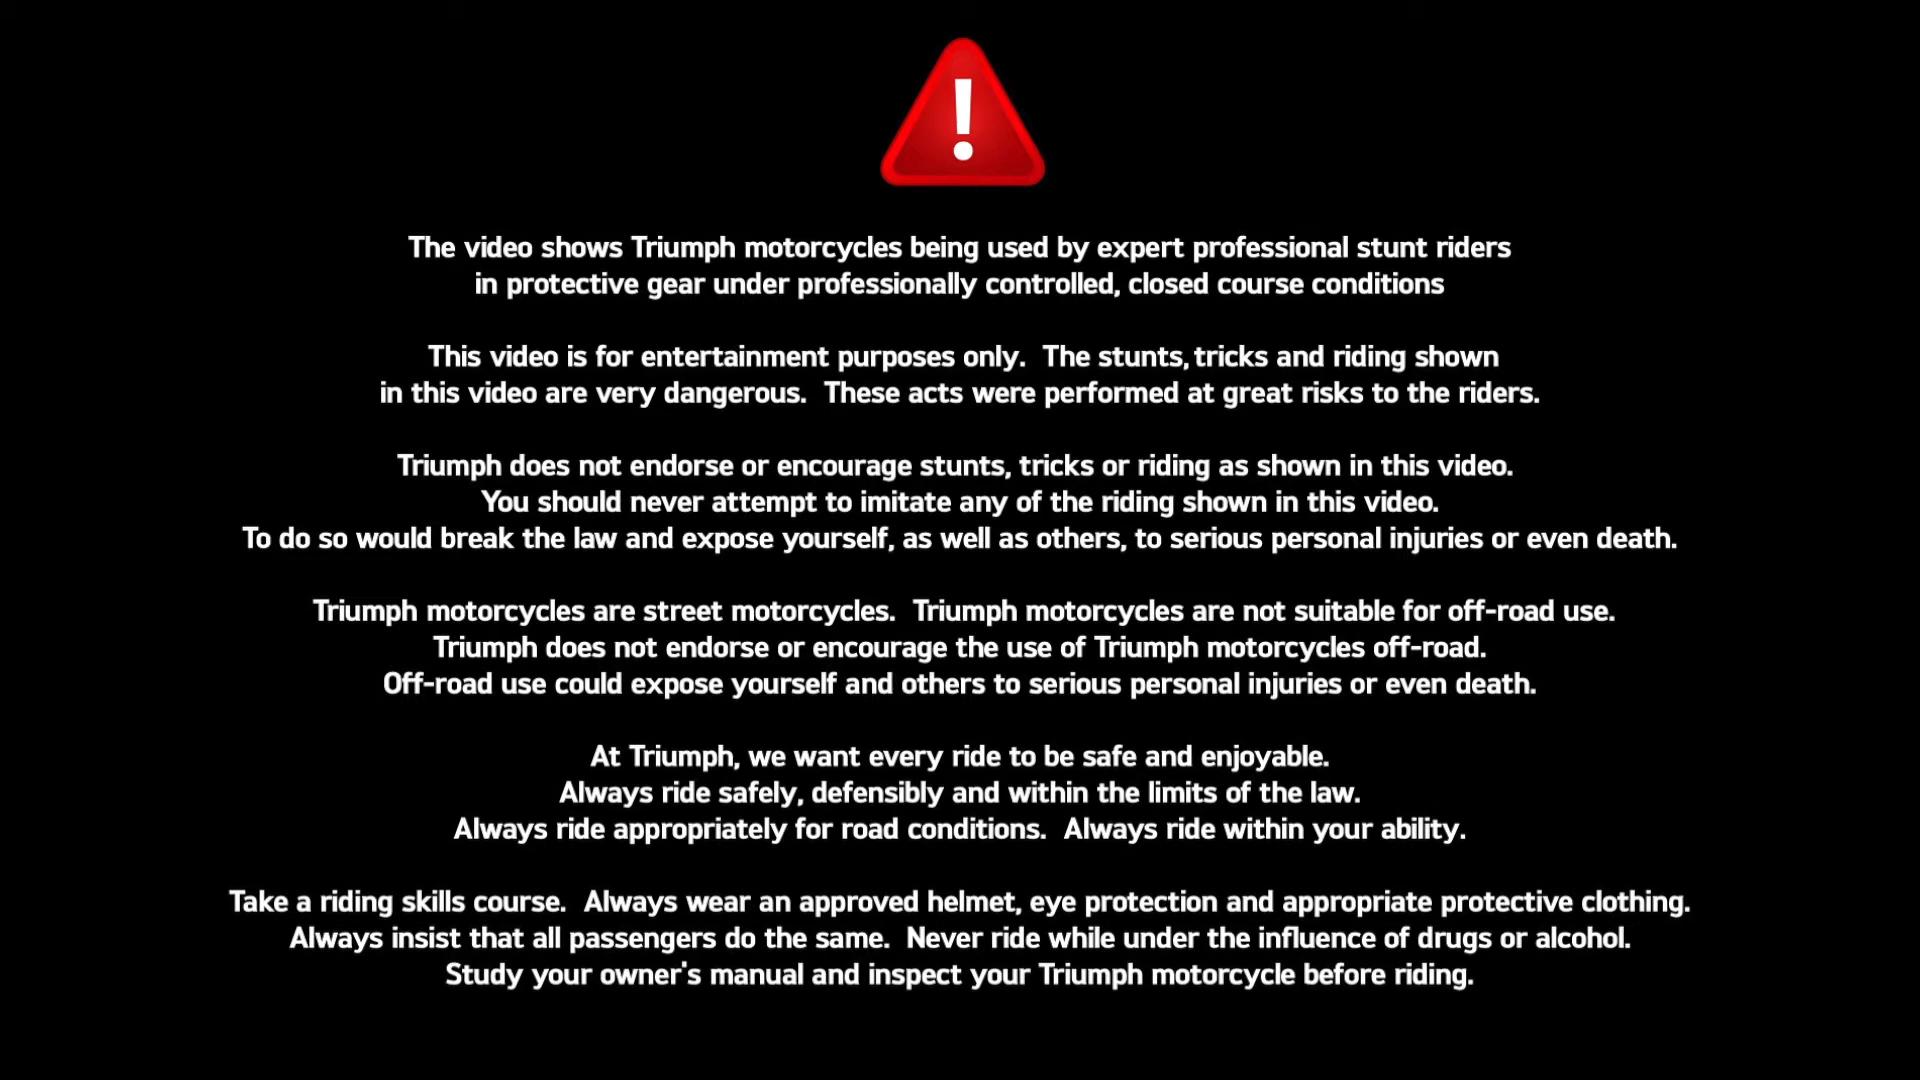 The video shows Triumph motorcycles being used by expert professional stunt riders
in protective gear under professionally controlled, closed course conditions
This video is for entertainment purposes only. The stunts, tricks and riding shown
in this video are very dangerous. These acts were performed at great risks to the riders.
Triumph does not endorse or encourage stunts, tricks or riding as shown in this video.
You should never attempt to imitate any of the riding shown in this video.
To do so would break the law and expose yourself, as well as others, to serious personal injuries or even death.
Triumph motorcycles are street motorcycles. Triumph motorcycles are not suitable for off-road use.
Triumph does not endorse or encourage the use of Triumph motorcycles off-road.
Off-road use could expose yourself and others to serious personal injuries or even death.
At Triumph, we want every ride to be safe and enjoyable.
Always ride safely, defensibly and within the limits of the law.
Always ride appropriately for road conditions. Always ride within your ability.
Take a riding skills course. Always wear an approved helmet, eye protection and appropriate protective clothing.
Always insist that all passengers do the same. Never ride while under the influence of drugs or alcohol.
Study your owner's manual and inspect your Triumph motorcycle before riding.